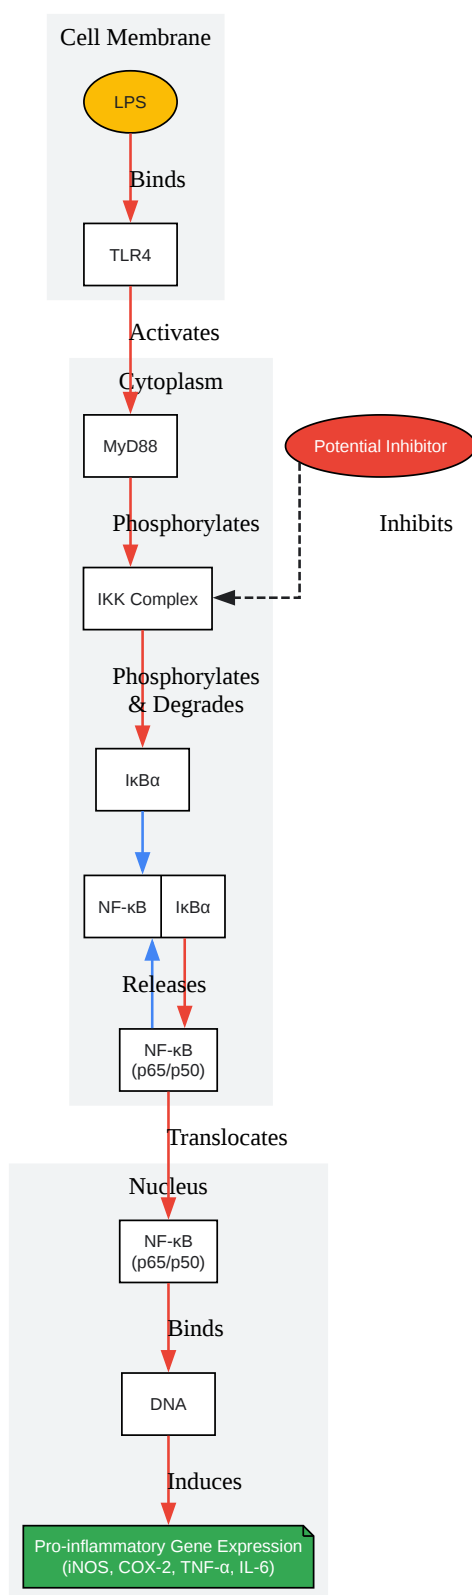 Cell Membrane
LPS
Binds
TLR4
Activates
Cytoplasm
MyD88
Potential Inhibitor
Phosphorylates
Inhibits
IKK Complex
Phosphorylates
& Degrades
IκBα
NF-κB
IκBα
Releases
NF-κB
(p65/p50)
Translocates
Nucleus
NF-κB
(p65/p50)
Binds
DNA
Induces
Pro-inflammatory Gene Expression
(iNOS, COX-2, TNF-α, IL-6)